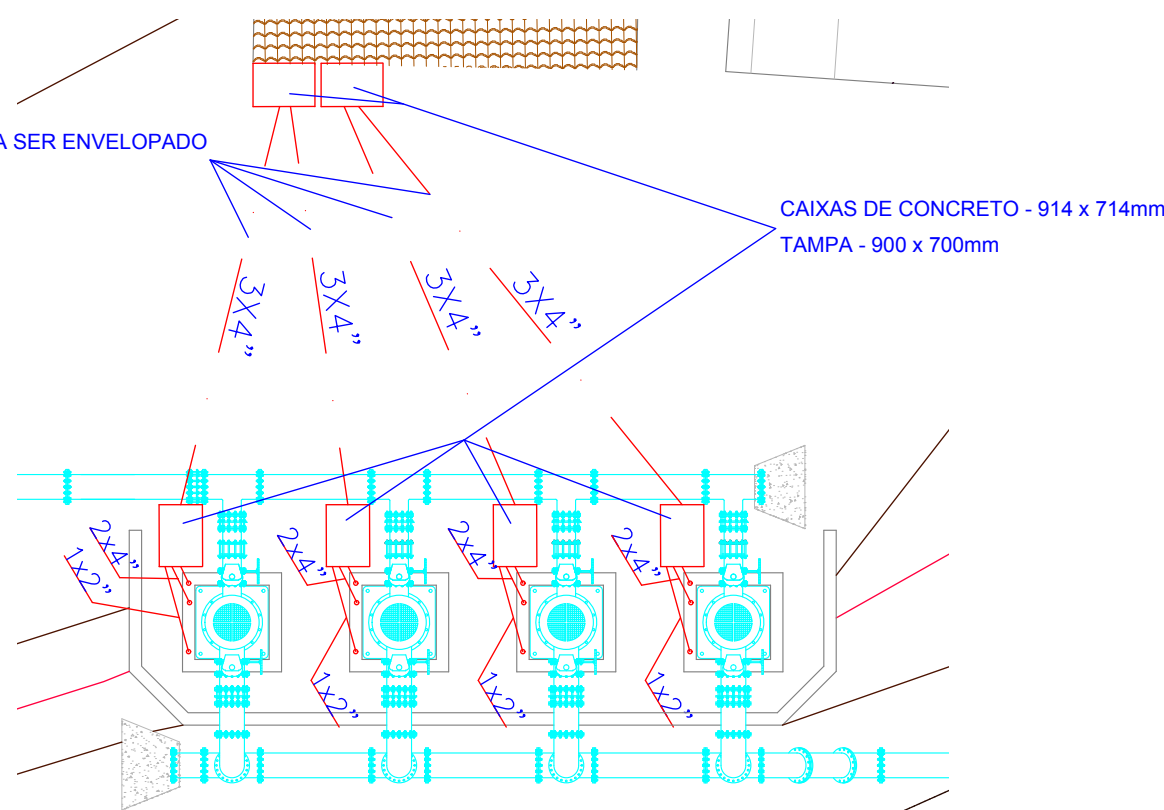 A SER ENVELOPADO
CAIXAS DE CONCRETO - 914 x 714mm
TAMPA - 900 x 700mm
3X4”
3X4”
3X4”
3X4”
2x4”
1x2”
2x4”
2x4”
2x4”
1x2”
1x2”
1x2”